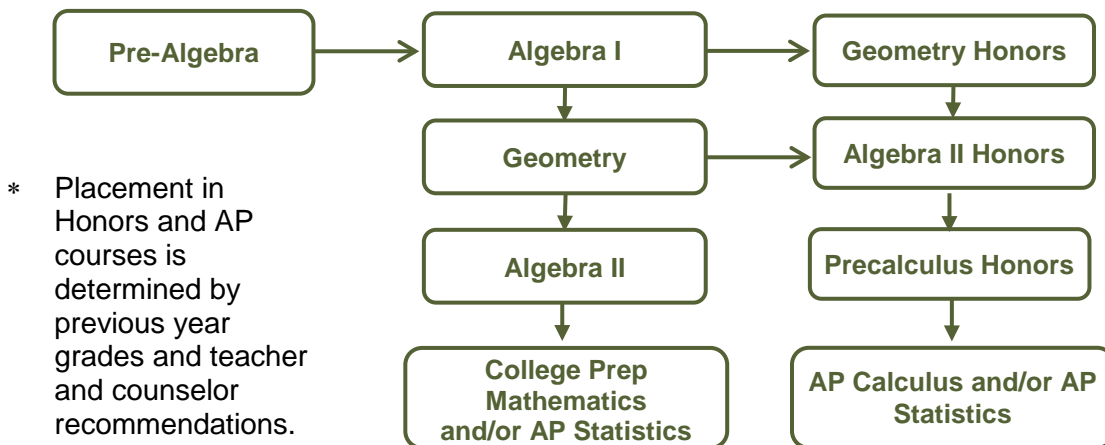 Pre-Algebra
Algebra I
Geometry Honors
Geometry
Algebra II Honors
* Placement in
Honors and AP
courses is
determined by
previous year
grades and teacher
and counselor
recommendations.
Algebra II
Precalculus Honors
College Prep
Mathematics
and/or AP Statistics
AP Calculus and/or AP
Statistics